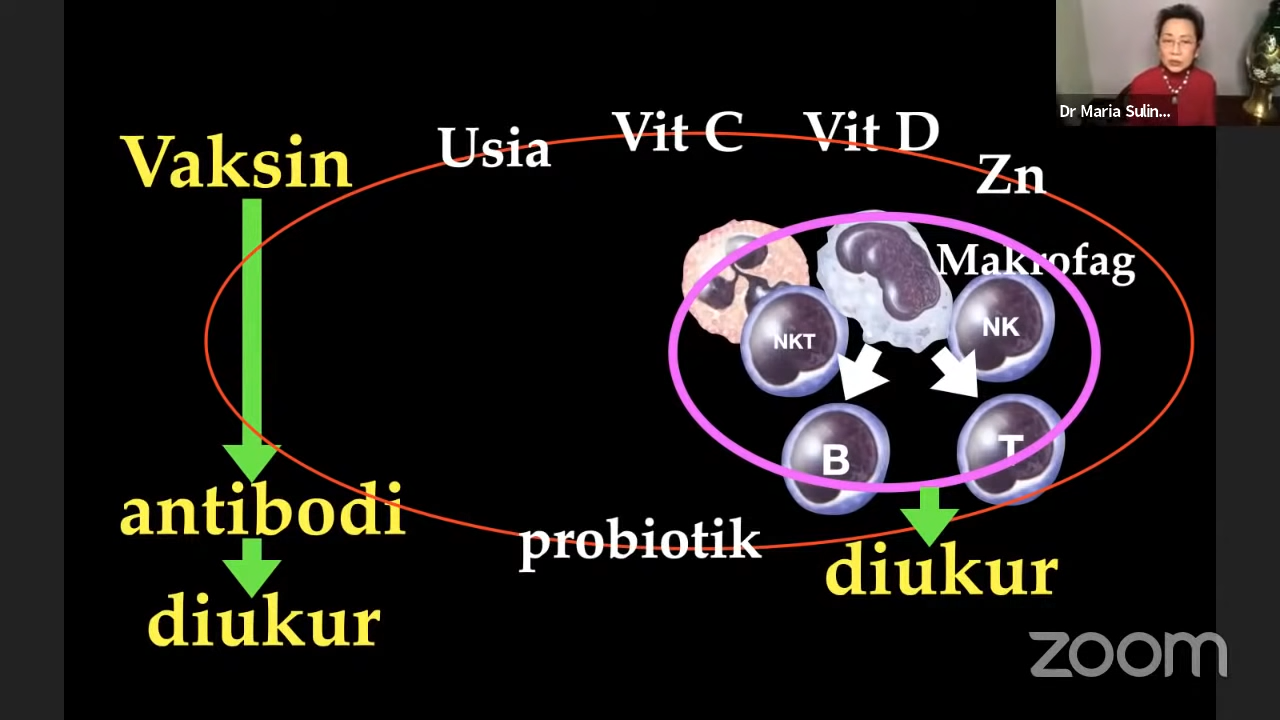 Dr Maria Sulin...
Vaksin
Usia
Vit C
Vit D
Zn
Makrofag
NKT
NK
B
T
antibodi
probiotik
diukur
diukur
zoom